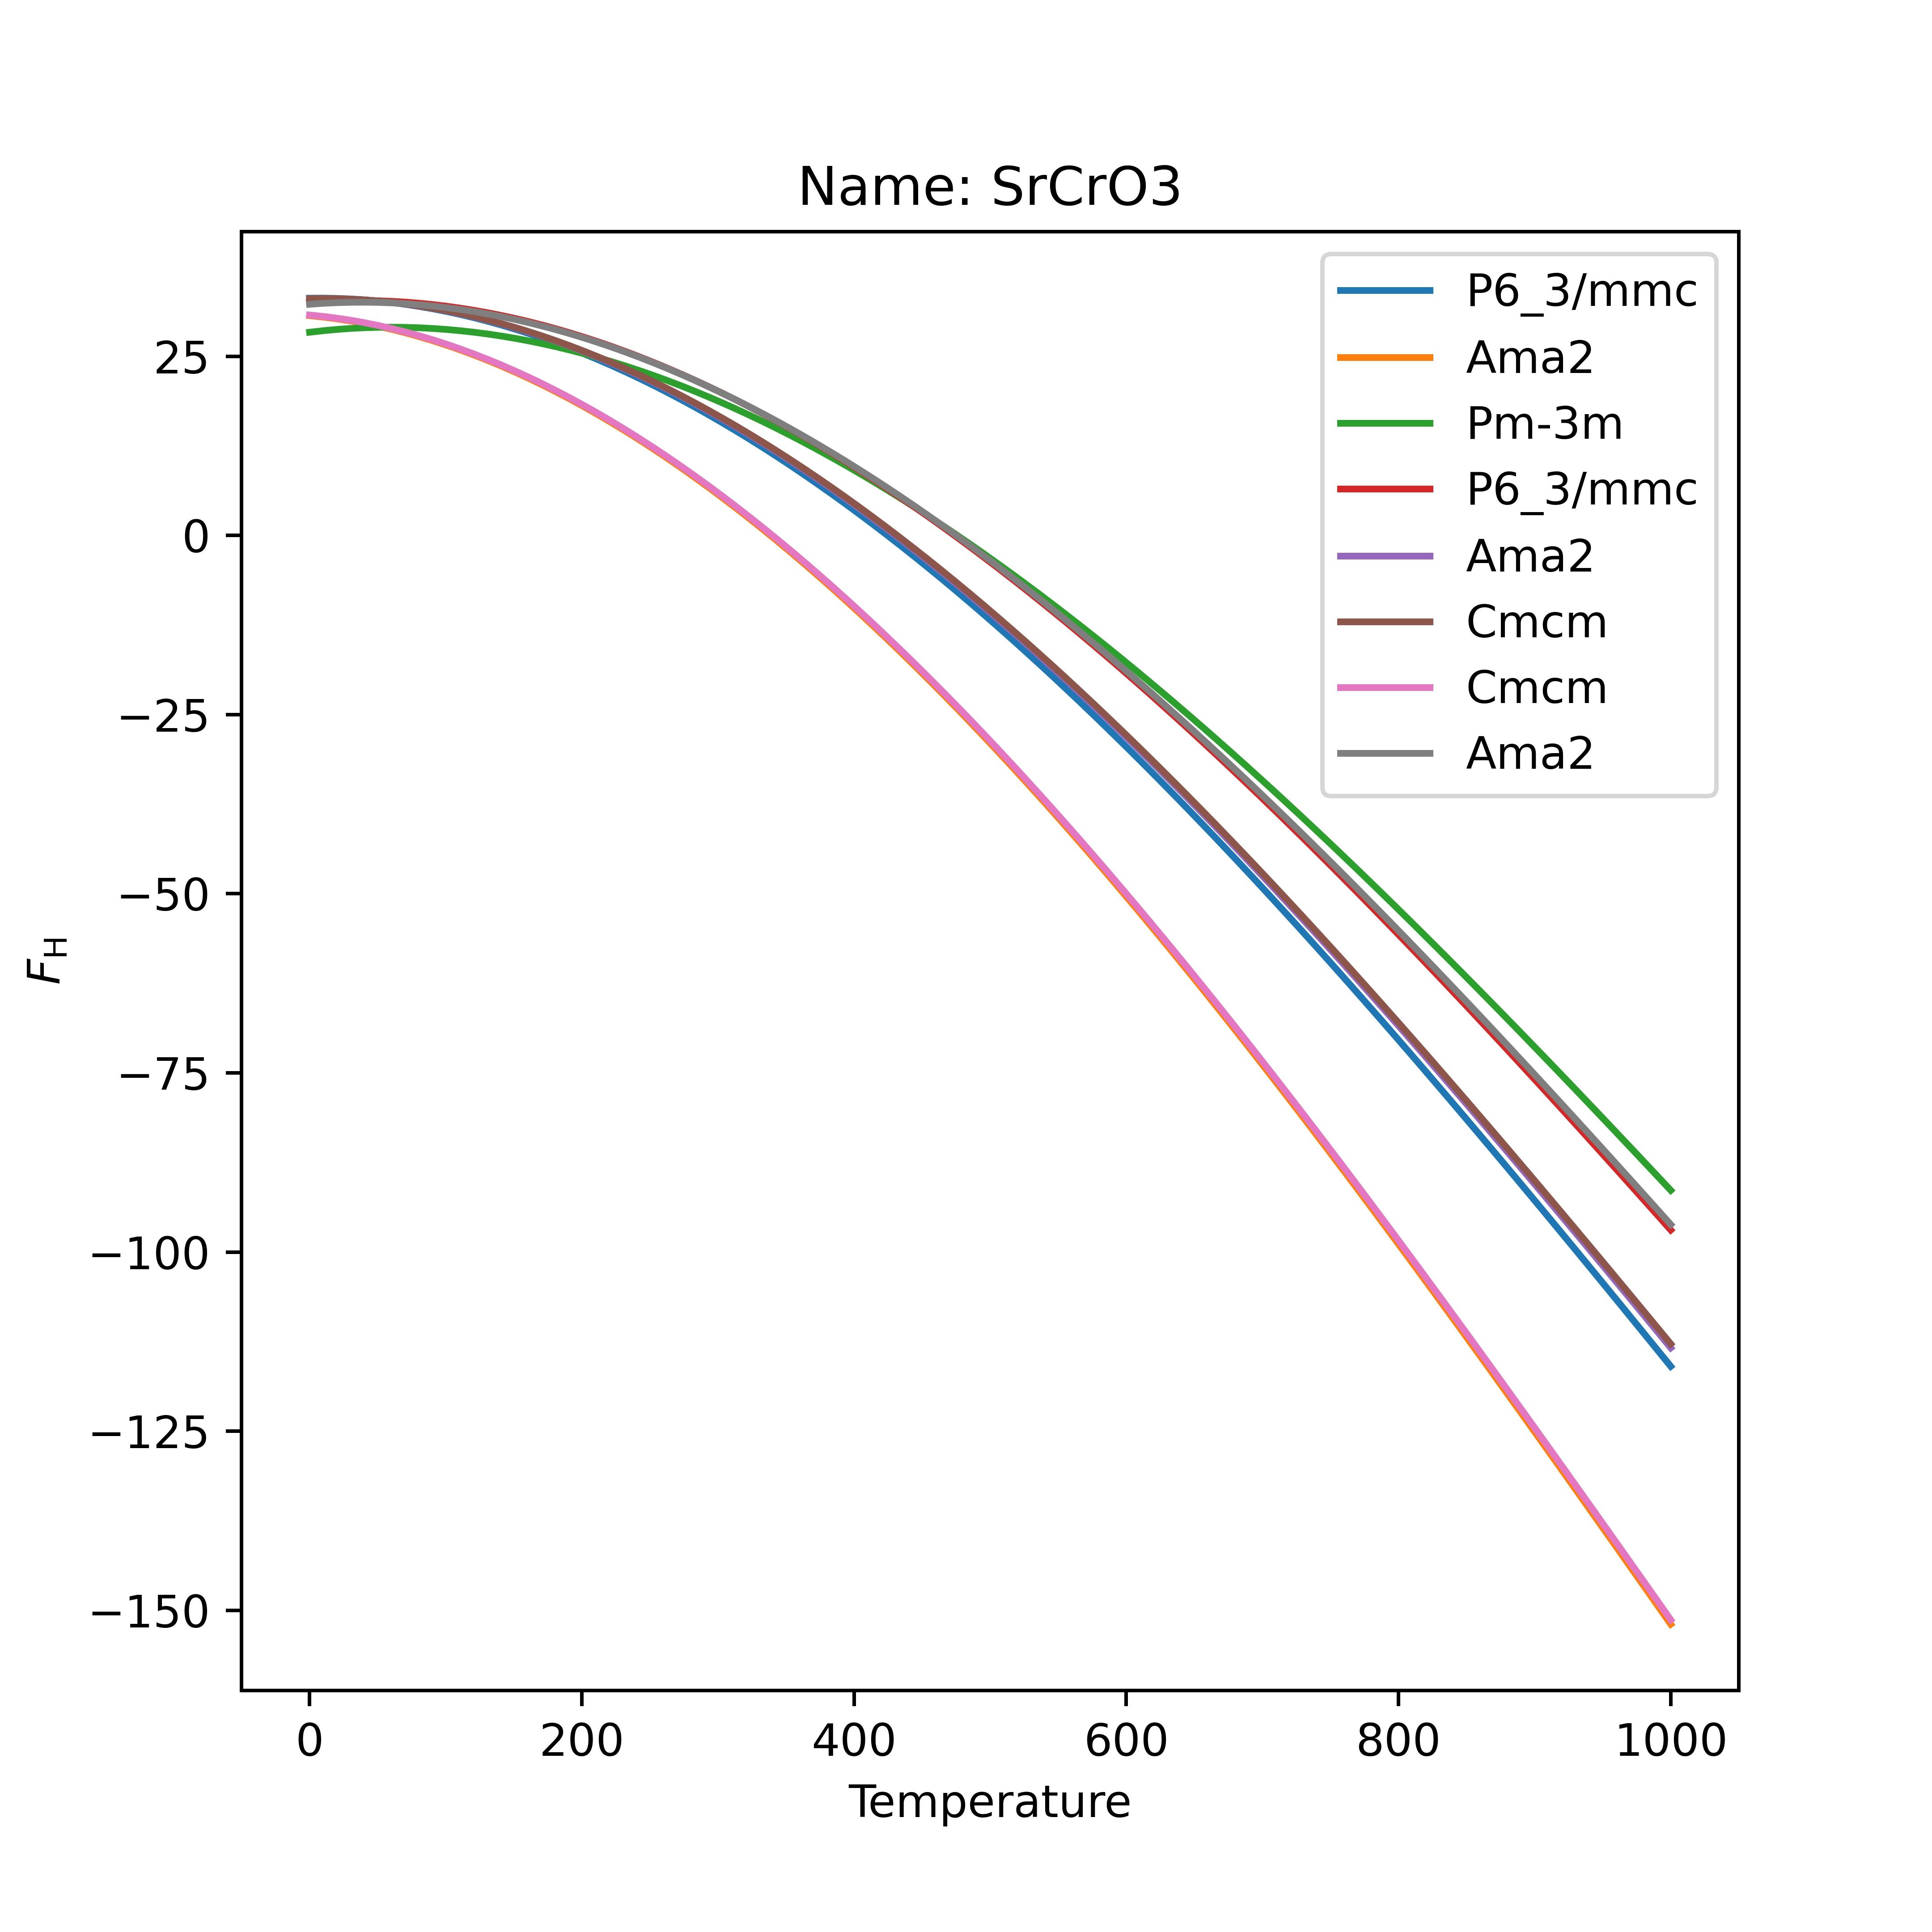 Name: SrCrO3
P6_3/mmc
Ama2
Pm-3m
P6_3/mmc
Ama2
Cmcm
Cmcm
Ama2
25
0
−25
−50
−75
−100
−125
−150
F_H
0 200 400 600 800 1000
Temperature